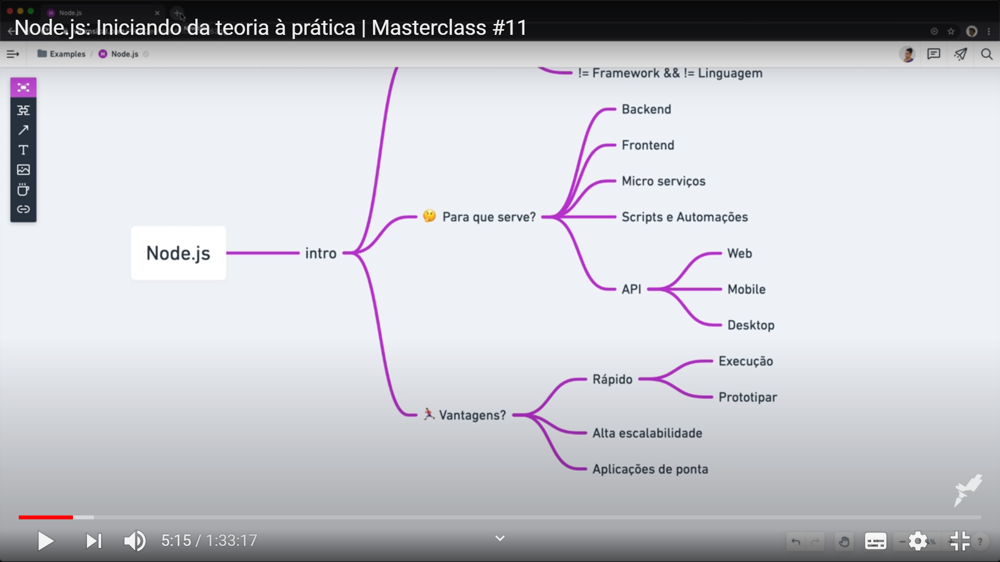 Node.js
Node.js: Iniciando da teoria à prática | Masterclass #11
Examples / Node.js
!= Framework && != Linguagem
Backend
Frontend
Micro serviços
Scripts e Automações
🤔 Para que serve?
Node.js
intro
Web
API
Mobile
Desktop
Execução
Rápido
Prototipar
🏃 Vantagens?
Alta escalabilidade
Aplicações de ponta
5:15 / 1:33:17